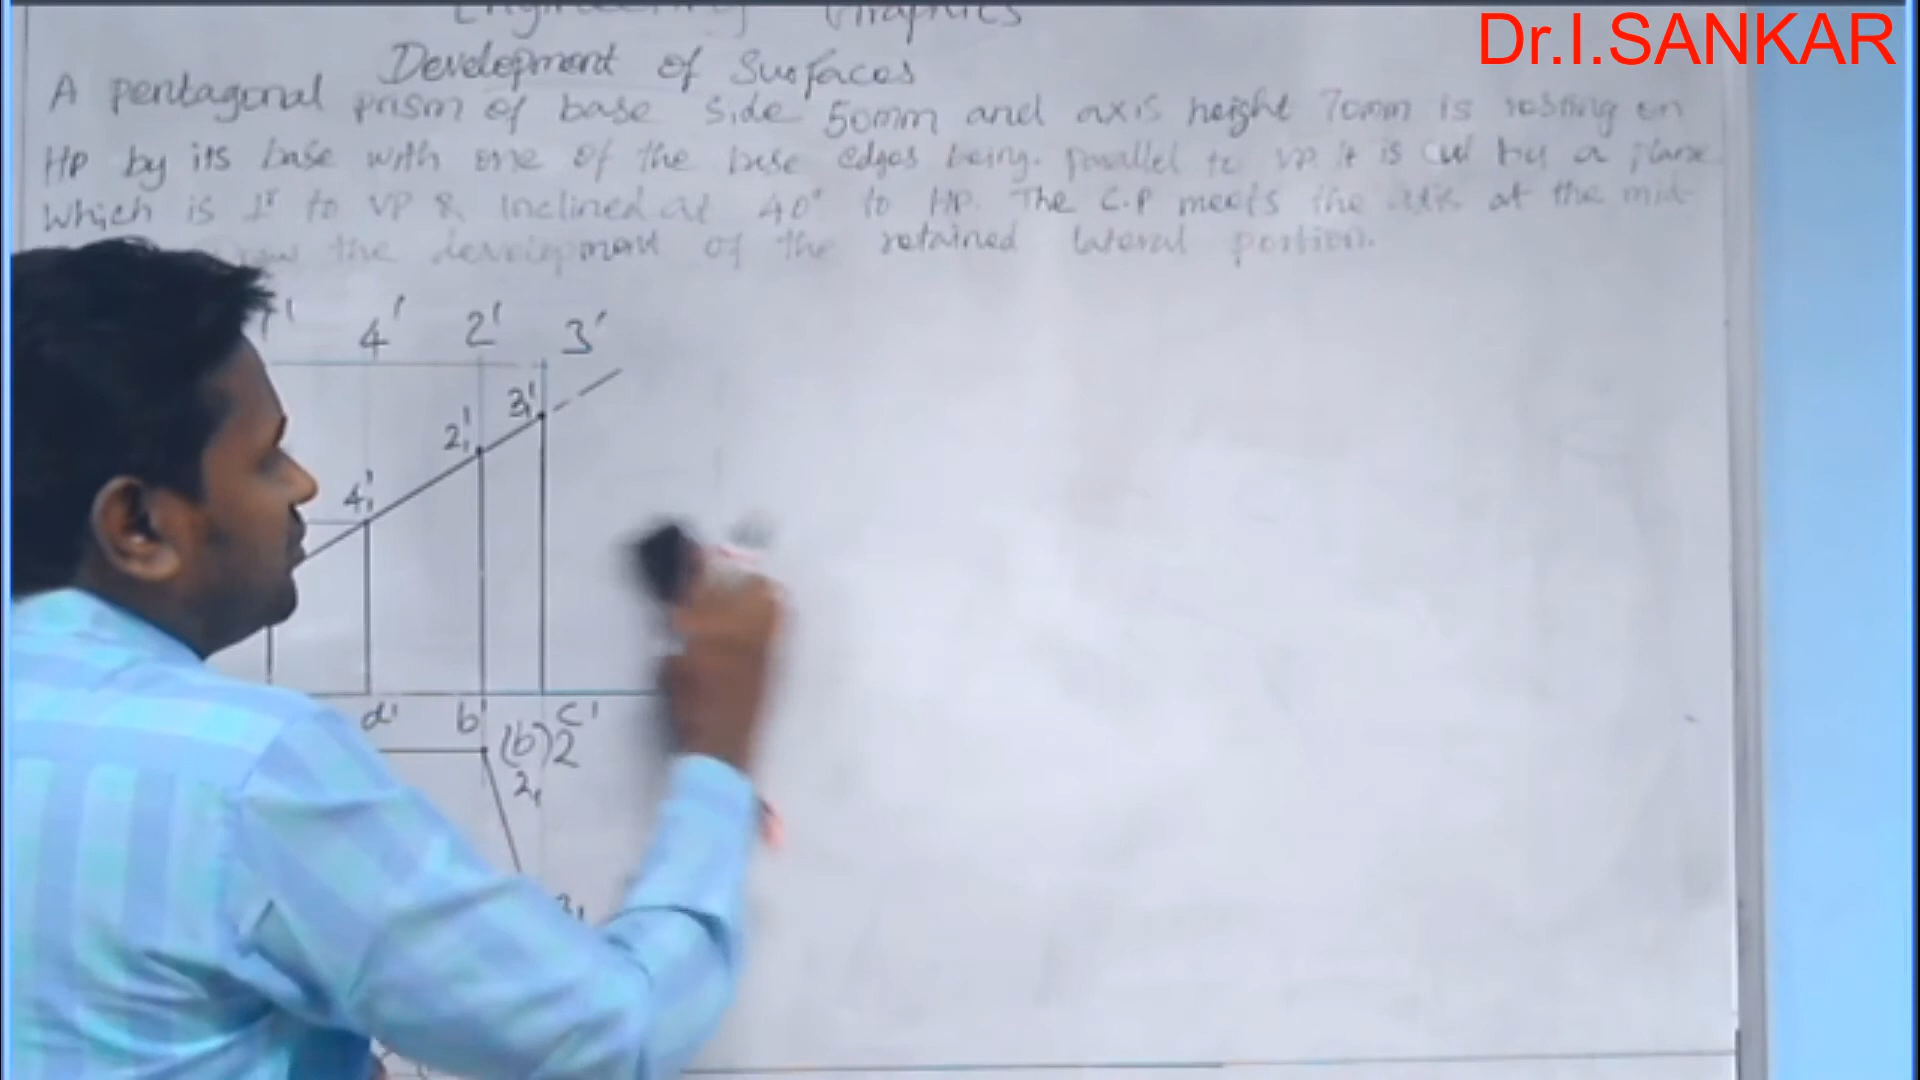 Dr.I.SANKAR
Engineering Graphics
Development of Surfaces
A pentagonal prism of base side 50mm and axis height 70mm is resting on
HP by its base with one of the base edges being parallel to VP. It is cut by a plane
which is ⊥r to VP & inclined at 40° to HP. The C.P meets the axis at the mid-
the development of the retained lateral portion.
4' 2' 3'
3₁'
2₁'
4₁'
d' b' c'
(b)2
2₁
3₁